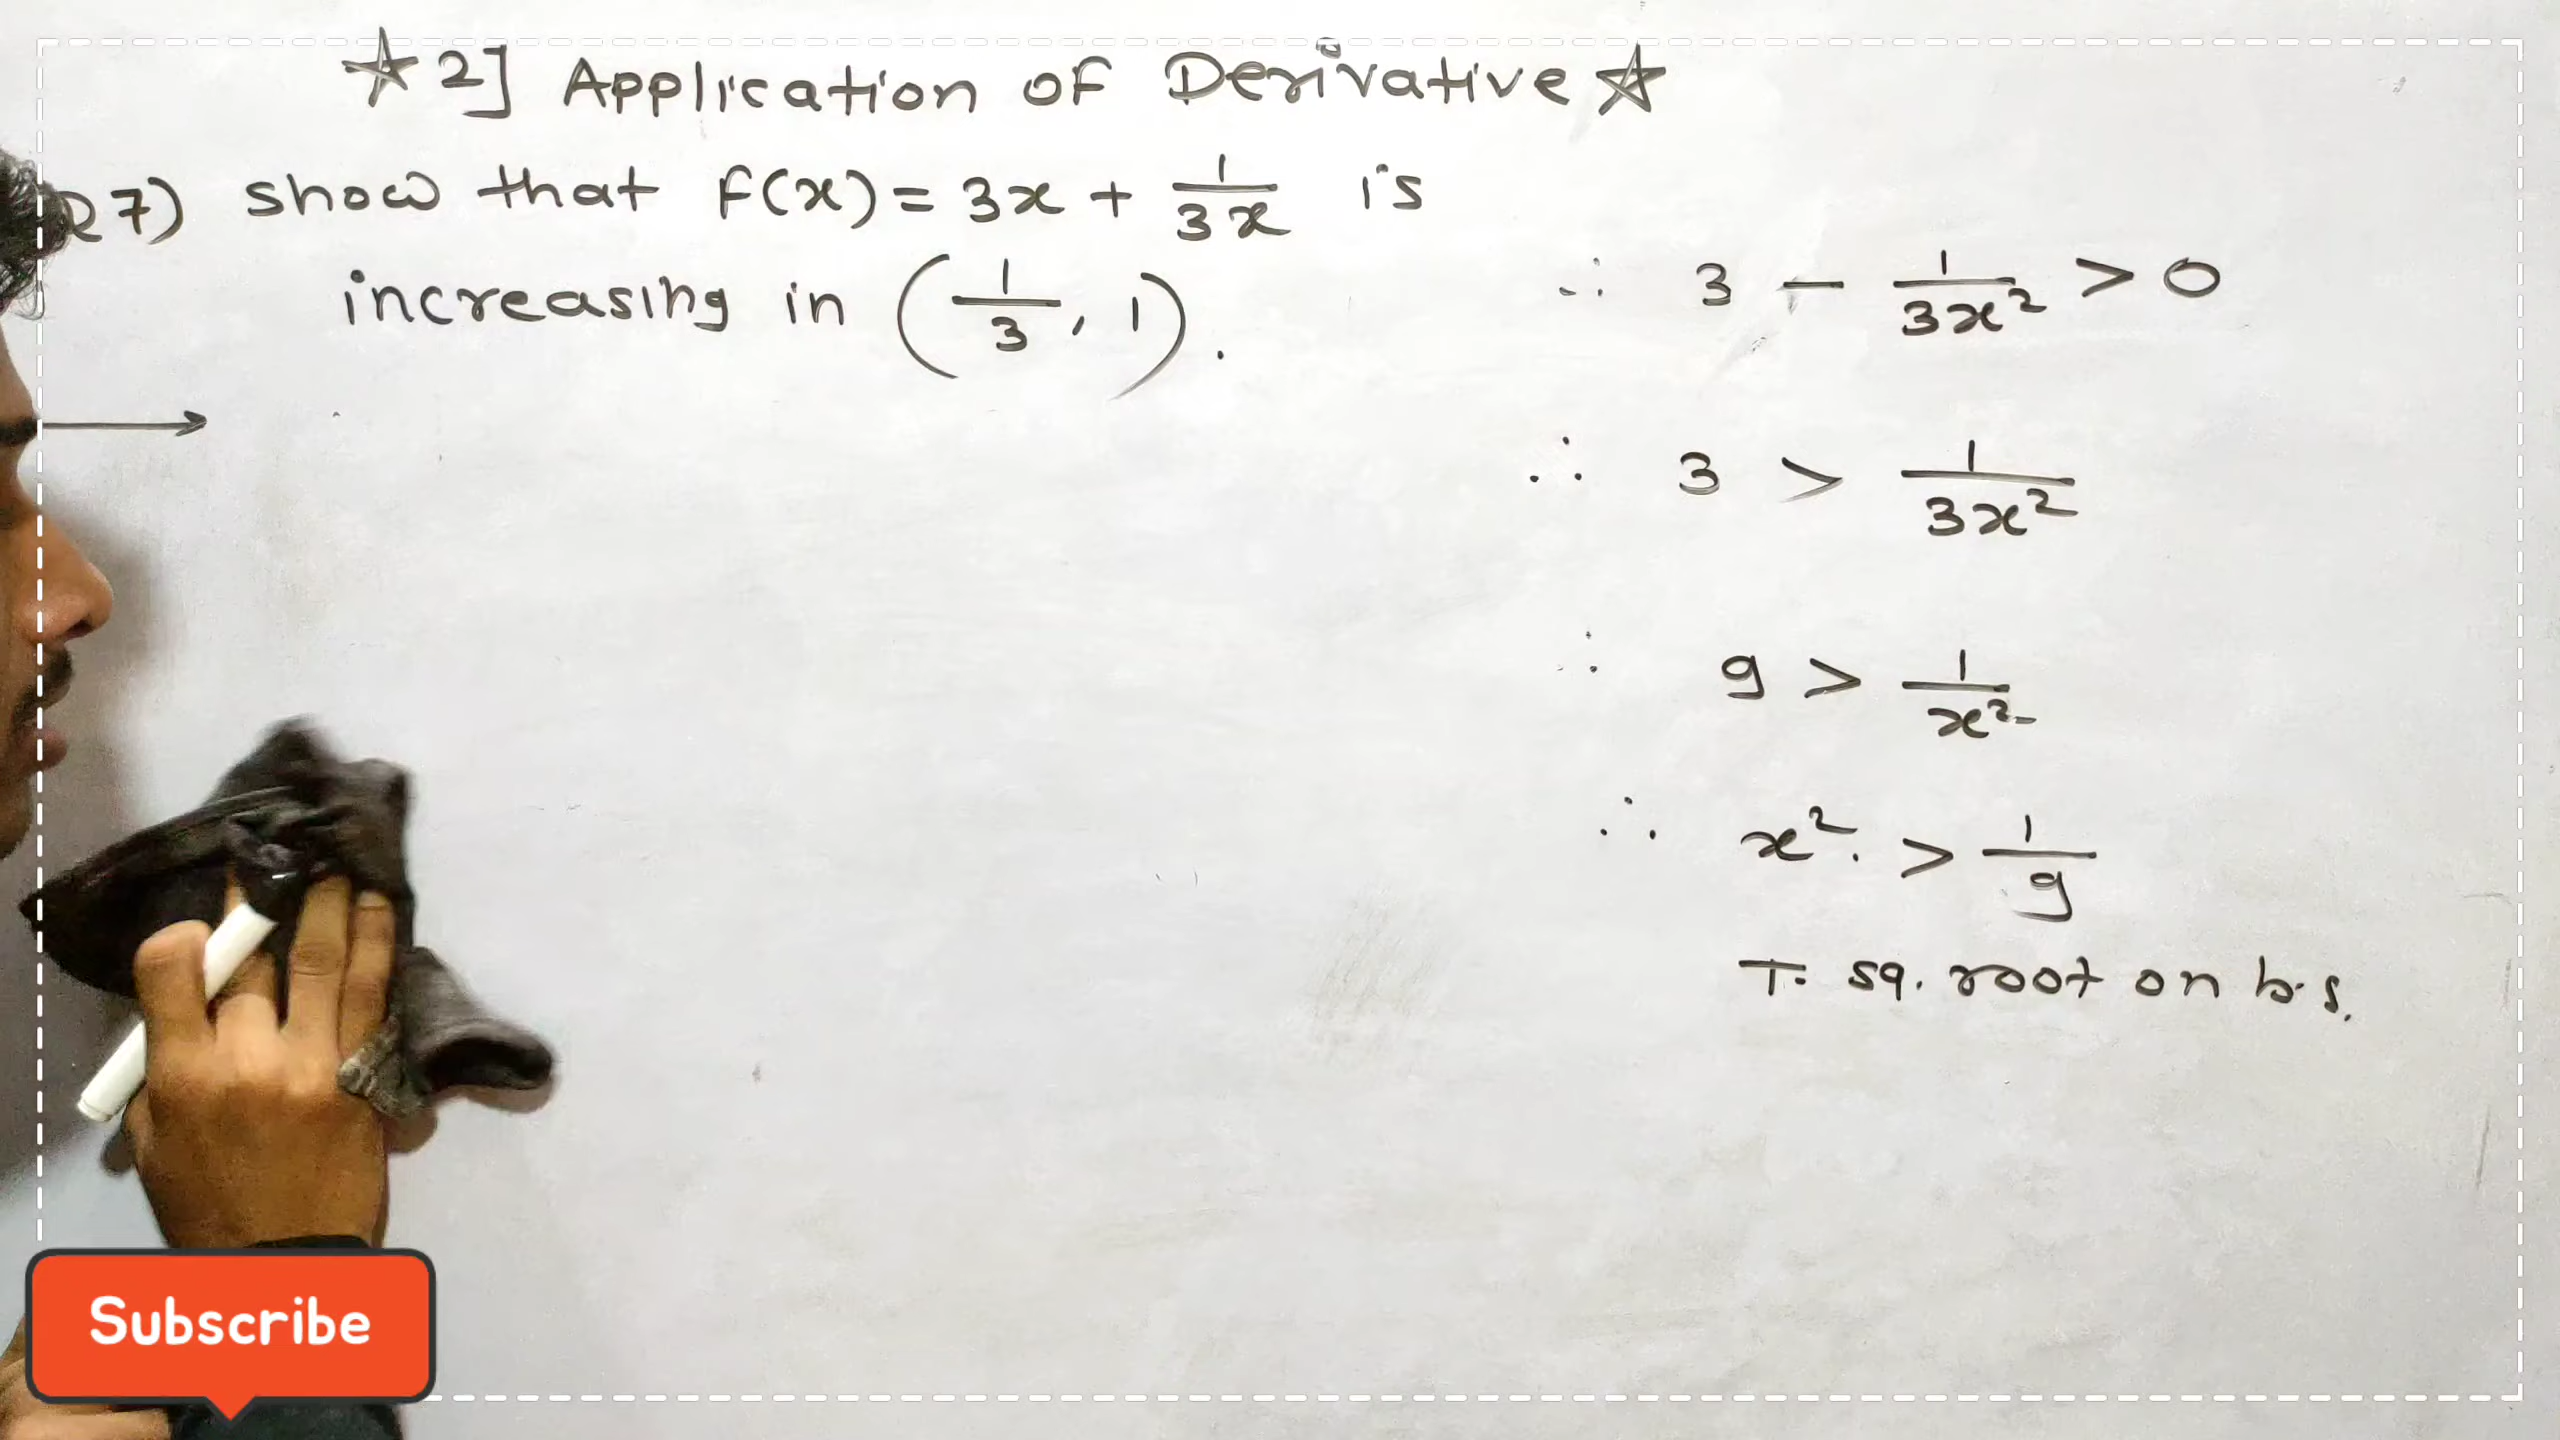 ☆ 2] Application of Derivative ☆
27) show that f(x) = 3x + 1/3x is
increasing in (1/3, 1).
∴ 3 - 1/3x² > 0
∴ 3 > 1/3x²
∴ 9 > 1/x²
∴ x² > 1/9
T. sq. root on b.s.
Subscribe